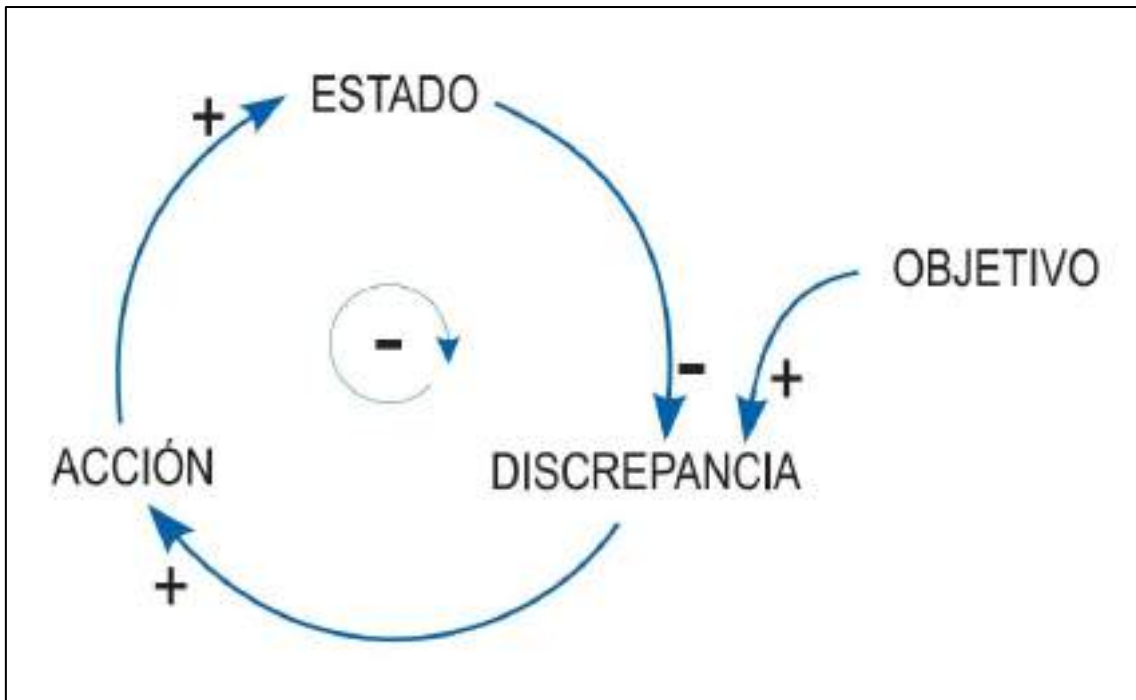 ESTADO
+
OBJETIVO
-
-
+
ACCIÓN
DISCREPANCIA
+